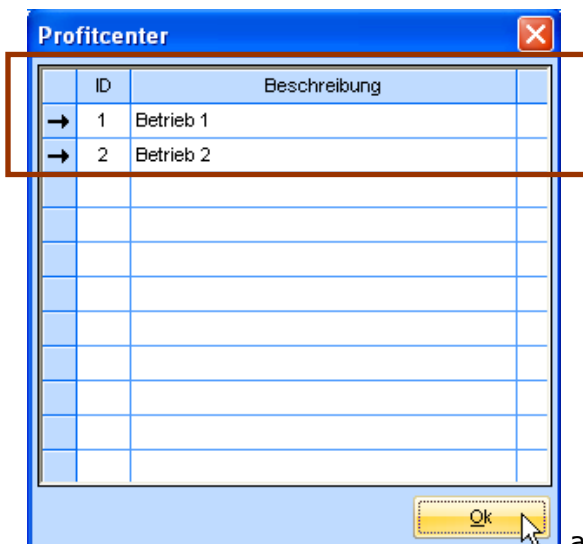 Profitcenter
ID Beschreibung
1 Betrieb 1
2 Betrieb 2
Ok
a